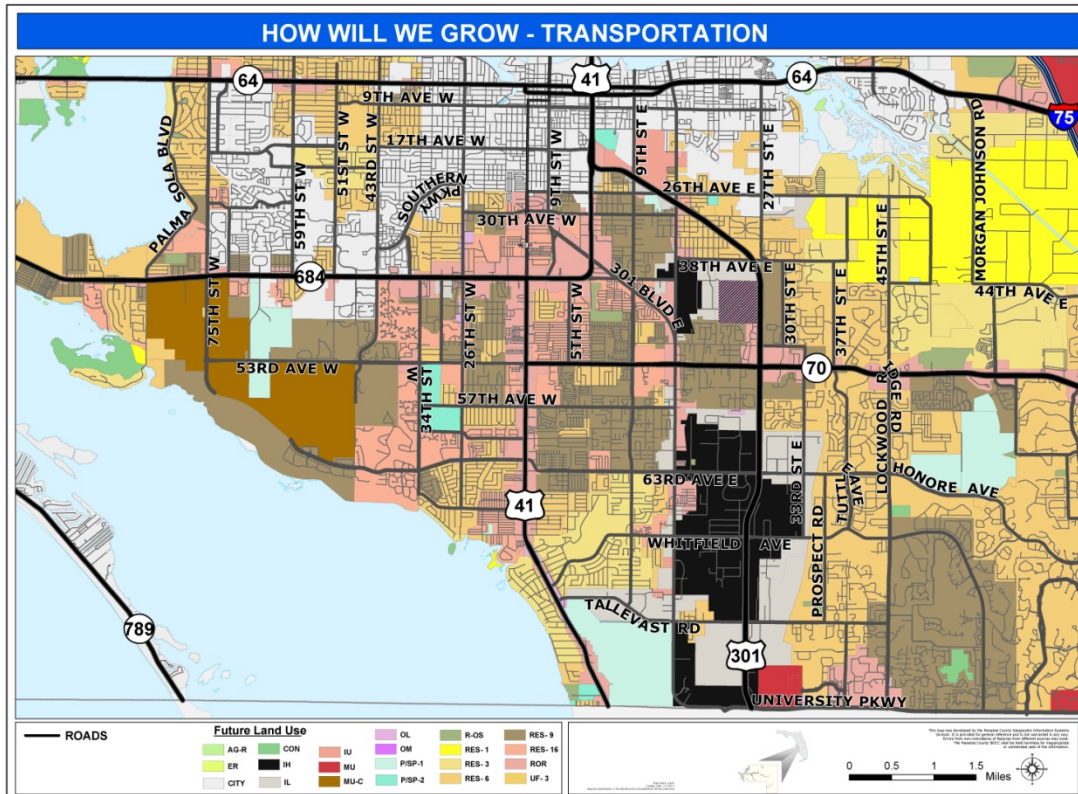 HOW WILL WE GROW - TRANSPORTATION
64
41
64
75
9TH AVE W
17TH AVE W
PALMA SOLA BLVD
59TH ST W
51ST ST W
43RD ST W
SOUTHERN PKWY
9TH ST W
9TH ST E
27TH ST E
26TH AVE E
30TH AVE W
MORGAN JOHNSON RD
45TH ST E
38TH AVE E
301 BLVD E
684
75TH ST W
26TH ST W
5TH ST W
30TH ST E
37TH ST E
44TH AVE E
53RD AVE W
70
34TH ST W
57TH AVE W
LOCKWOOD RIDGE RD
63RD AVE E
HONORE AVE
33RD ST E
TUTTLE AVE
41
WHITFIELD AVE
PROSPECT RD
TALLEVAST RD
789
301
UNIVERSITY PKWY
ROADS
Future Land Use
AG-R
ER
CITY
CON
IH
IL
IU
MU
MU-C
OL
OM
P/SP-1
P/SP-2
R-OS
RES- 1
RES- 3
RES- 6
RES- 9
RES- 16
ROR
UF- 3
0 0.5 1 1.5
Miles